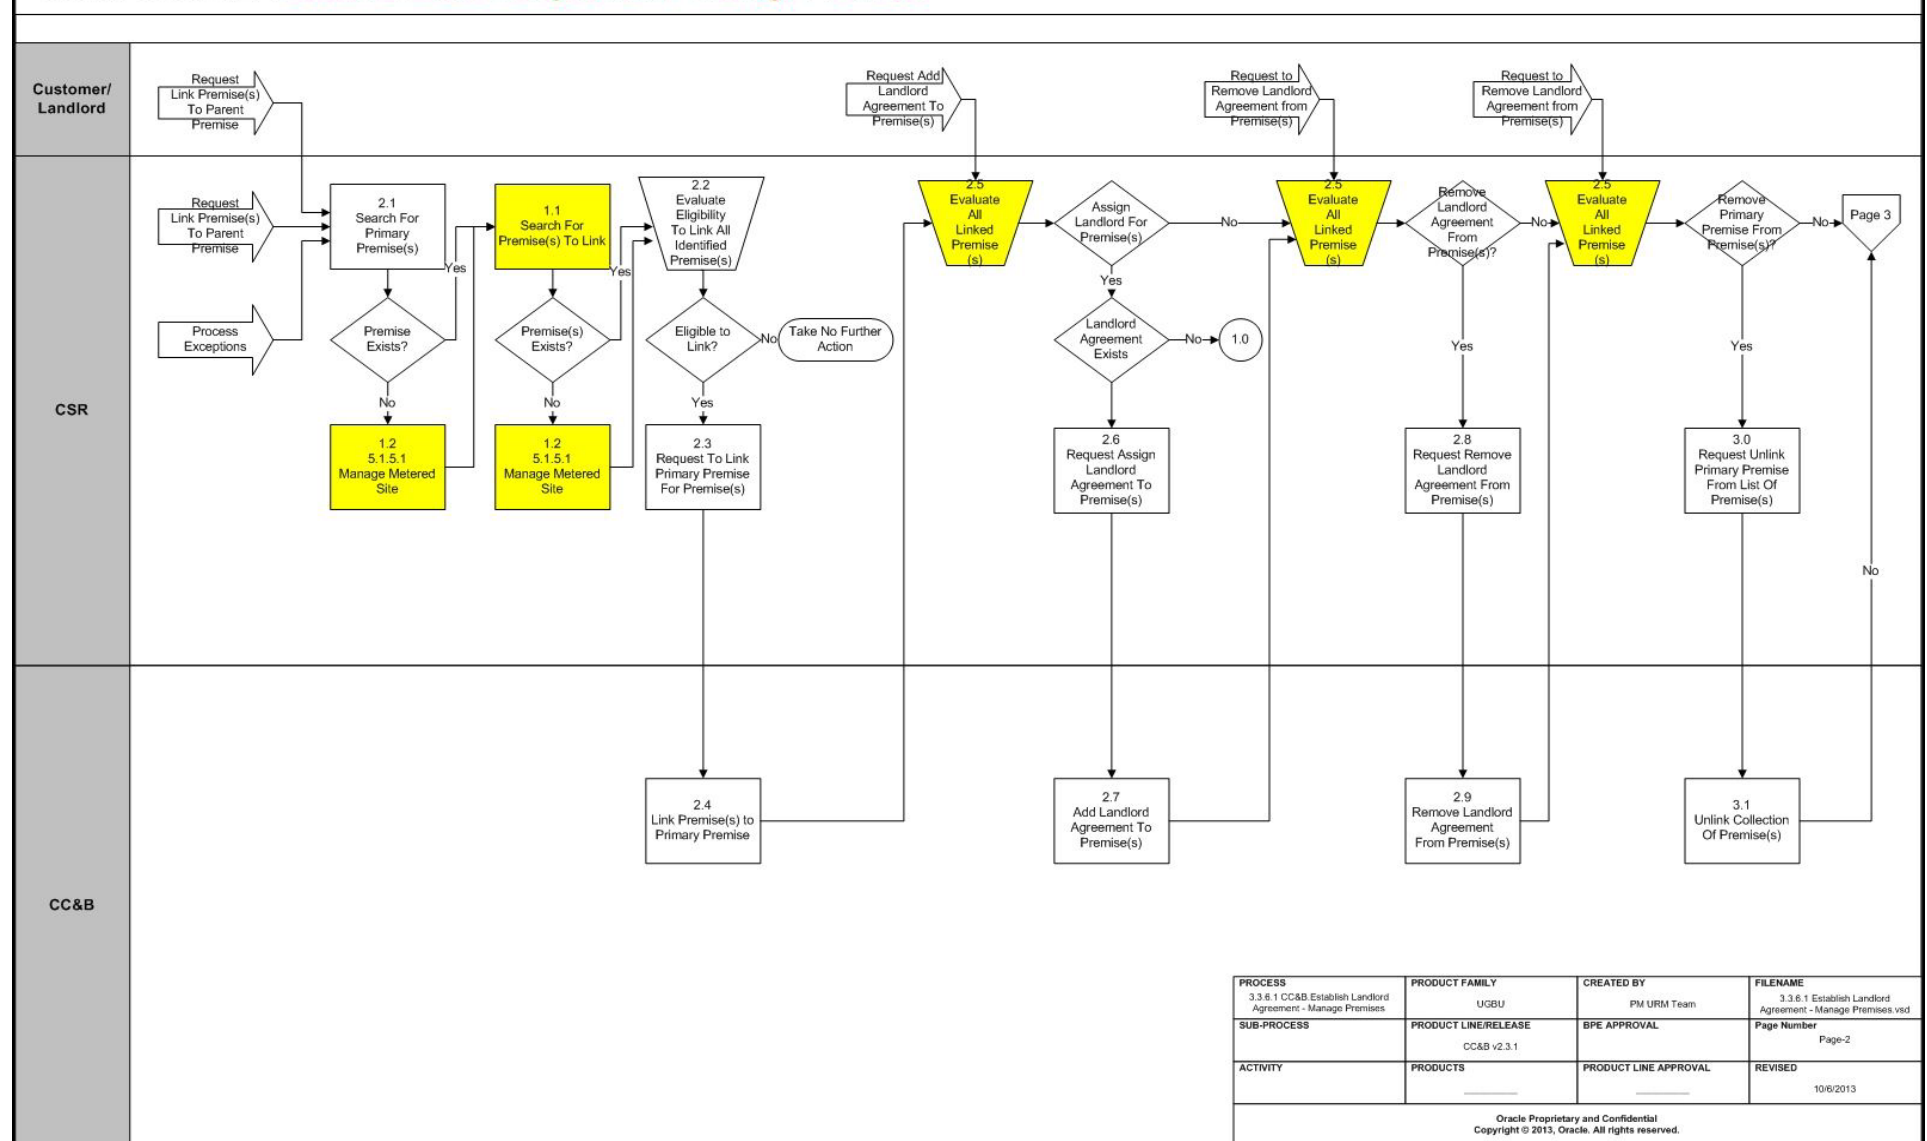 Customer/
Landlord
Request
Link Premise(s)
To Parent
Premise
Request Add
Landlord
Agreement To
Premise(s)
Request to
Remove Landlord
Agreement from
Premise(s)
Request to
Remove Landlord
Agreement from
Premise(s)
CSR
Request
Link Premise(s)
To Parent
Premise
Process
Exceptions
2.1
Search For
Primary
Premise(s)
Yes
Premise
Exists?
No
1.2
5.1.5.1
Manage Metered
Site
1.1
Search For
Premise(s) To Link
Yes
Premise(s)
Exists?
No
1.2
5.1.5.1
Manage Metered
Site
2.2
Evaluate
Eligibility
To Link All
Identified
Premise(s)
Eligible to
Link?
No
Take No Further
Action
Yes
2.3
Request To Link
Primary Premise
For Premise(s)
2.5
Evaluate
All
Linked
Premise
(s)
Assign
Landlord For
Premise(s)
No
Yes
Landlord
Agreement
Exists
No
1.0
2.6
Request Assign
Landlord
Agreement To
Premise(s)
2.5
Evaluate
All
Linked
Premise
(s)
Remove
Landlord
Agreement
From
Premise(s)?
No
Yes
2.8
Request Remove
Landlord
Agreement From
Premise(s)
2.5
Evaluate
All
Linked
Premise
(s)
Remove
Primary
Premise From
Premise(s)?
No
Page 3
Yes
3.0
Request Unlink
Primary Premise
From List Of
Premise(s)
No
CC&B
2.4
Link Premise(s) to
Primary Premise
2.7
Add Landlord
Agreement To
Premise(s)
2.9
Remove Landlord
Agreement
From Premise(s)
3.1
Unlink Collection
Of Premise(s)
PROCESS
3.3.6.1 CC&B.Establish Landlord
Agreement - Manage Premises
PRODUCT FAMILY
UGBU
CREATED BY
PM URM Team
FILENAME
3.3.6.1 Establish Landlord
Agreement - Manage Premises.vsd
SUB-PROCESS
PRODUCT LINE/RELEASE
CC&B v2.3.1
BPE APPROVAL
Page Number
Page-2
ACTIVITY
PRODUCTS
PRODUCT LINE APPROVAL
REVISED
10/6/2013
Oracle Proprietary and Confidential
Copyright © 2013, Oracle. All rights reserved.